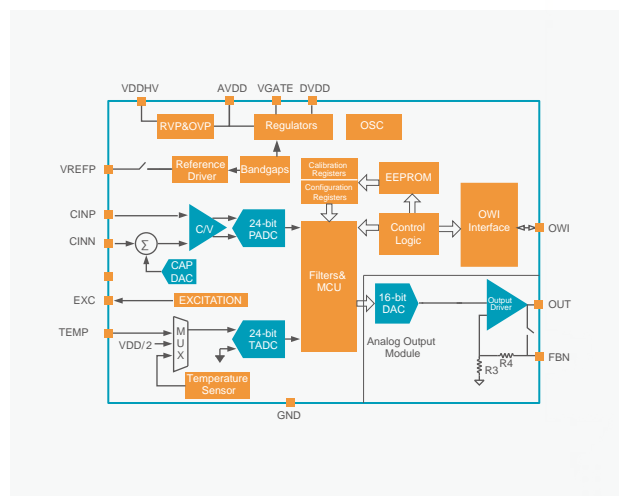 VDDHV
AVDD
VGATE
DVDD
RVP&OVP
Regulators
OSC
VREFP
Reference
Driver
Bandgaps
Calibration
Registers
Configuration
Registers
EEPROM
CINP
CINN
Σ
C/V
24-bit
PADC
CAP
DAC
Control
Logic
OWI
Interface
OWI
Filters&
MCU
EXC
EXCITATION
16-bit
DAC
Output
Driver
OUT
TEMP
VDD/2
M
U
X
24-bit
TADC
Analog Output
Module
R4
R3
FBN
Temperature
Sensor
GND